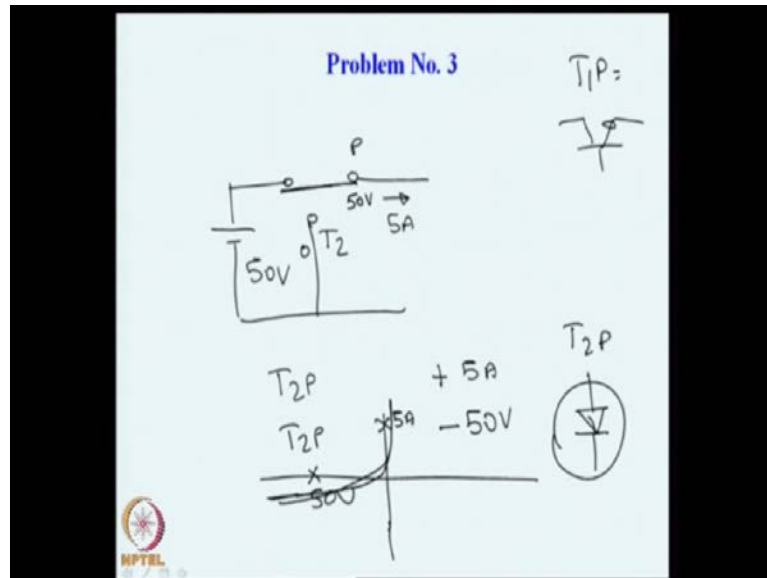 Problem No. 3
T1P=
P
50V → 5A
P
T2
50V
T2P
T2P
+ 5A
- 50V
T2P
5A
50V
NPTEL